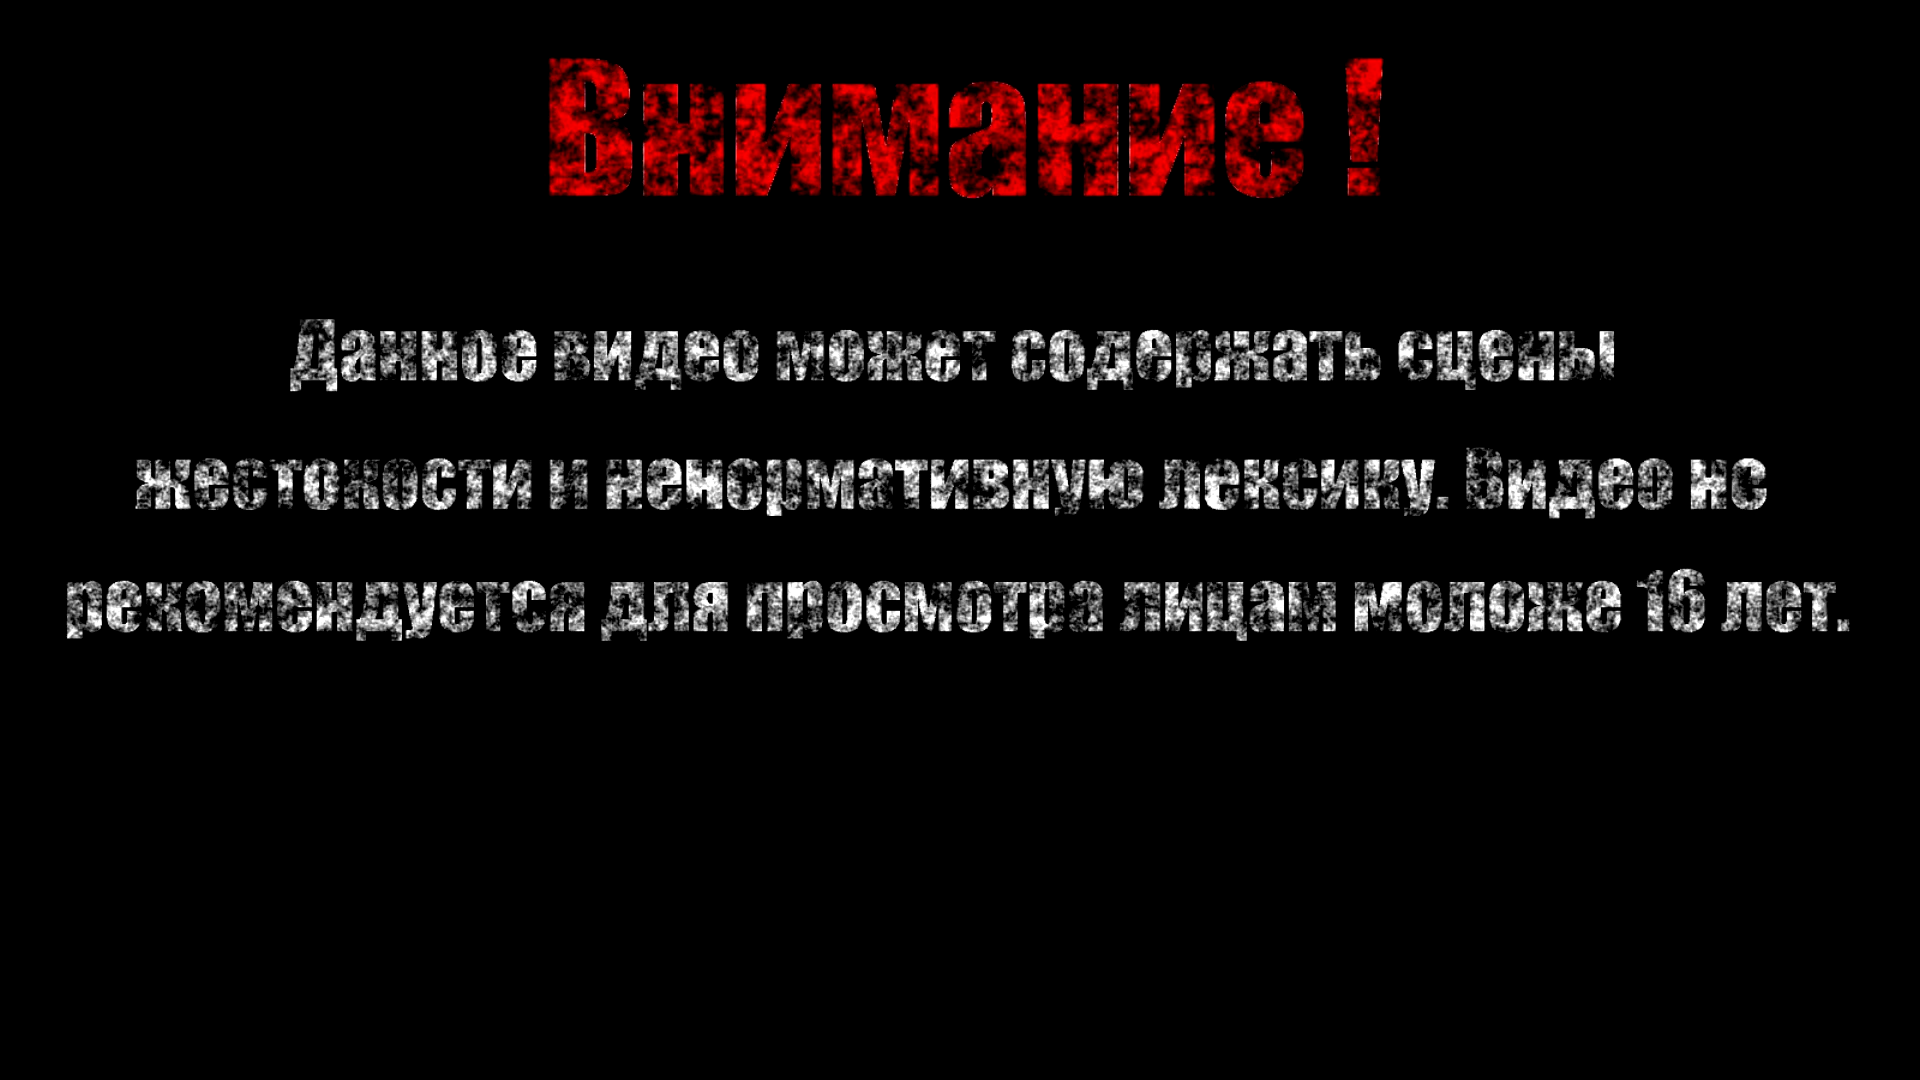 Внимание !
Данное видео может содержать сцены
жестокости и ненормативную лексику. Видео не
рекомендуется для просмотра лицам моложе 16 лет.